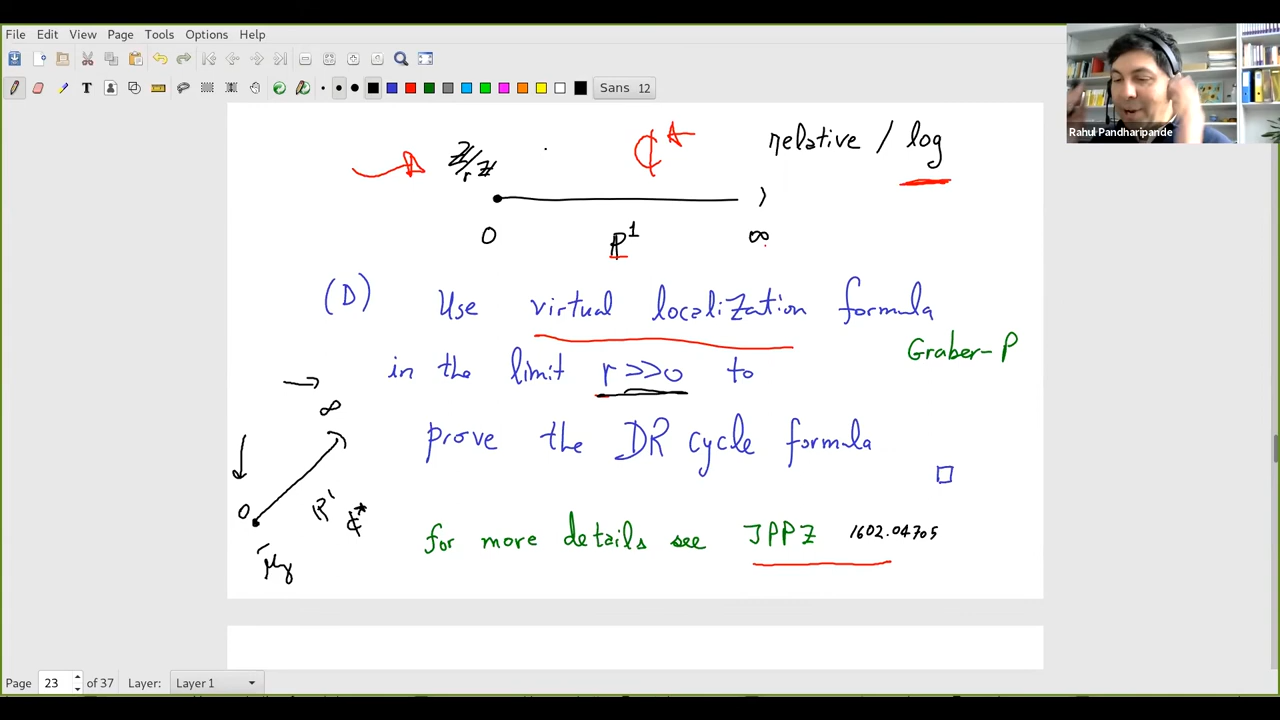 File Edit View Page Tools Options Help
Sans 12
Rahul Pandharipande
ℤ/rℤ
ℂ*
relative / log
0
ℙ¹
∞
(D) Use virtual localization formula
Graber-P
in the limit r >> 0 to
∞
prove the DR cycle formula
0
ℙ¹ ℂ*
for more details see JPPZ 1602.04705
Page 23 of 37 Layer: Layer 1